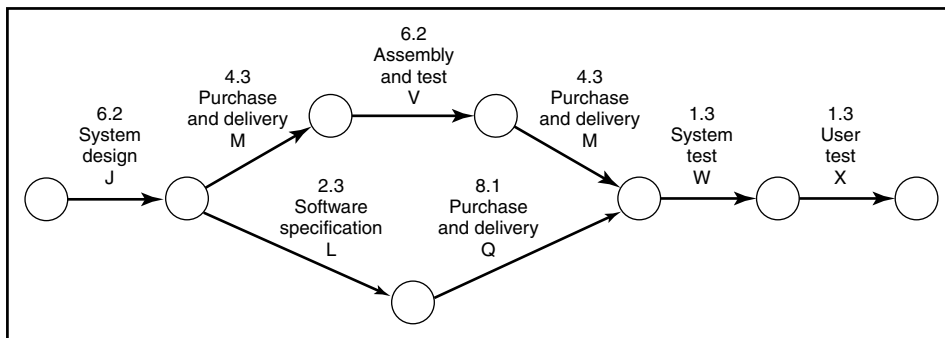 6.2
System
design
J
4.3
Purchase
and delivery
M
6.2
Assembly
and test
V
4.3
Purchase
and delivery
M
1.3
System
test
W
1.3
User
test
X
2.3
Software
specification
L
8.1
Purchase
and delivery
Q